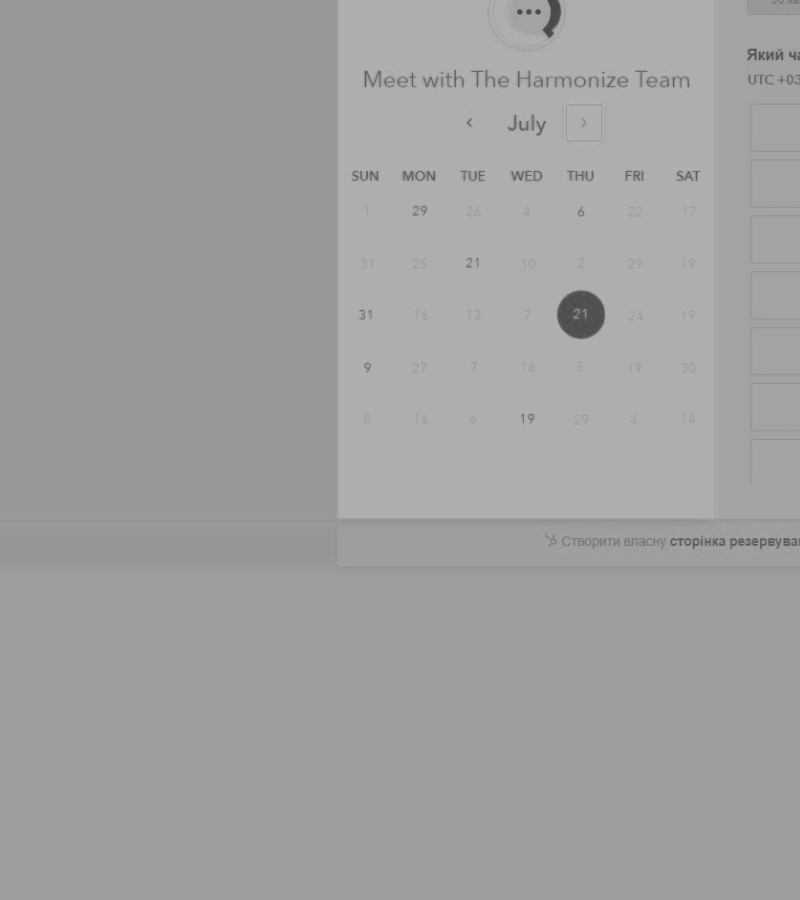 Meet with The Harmonize Team
July
SUN MON TUE WED THU FRI SAT
1 29 26 4 6 22 17
31 25 21 10 2 29 19
31 16 13 7 21 24 19
9 27 7 16 5 19 30
8 16 6 19 29 4 14
Який ча
UTC +03
Створити власну сторінка резервува